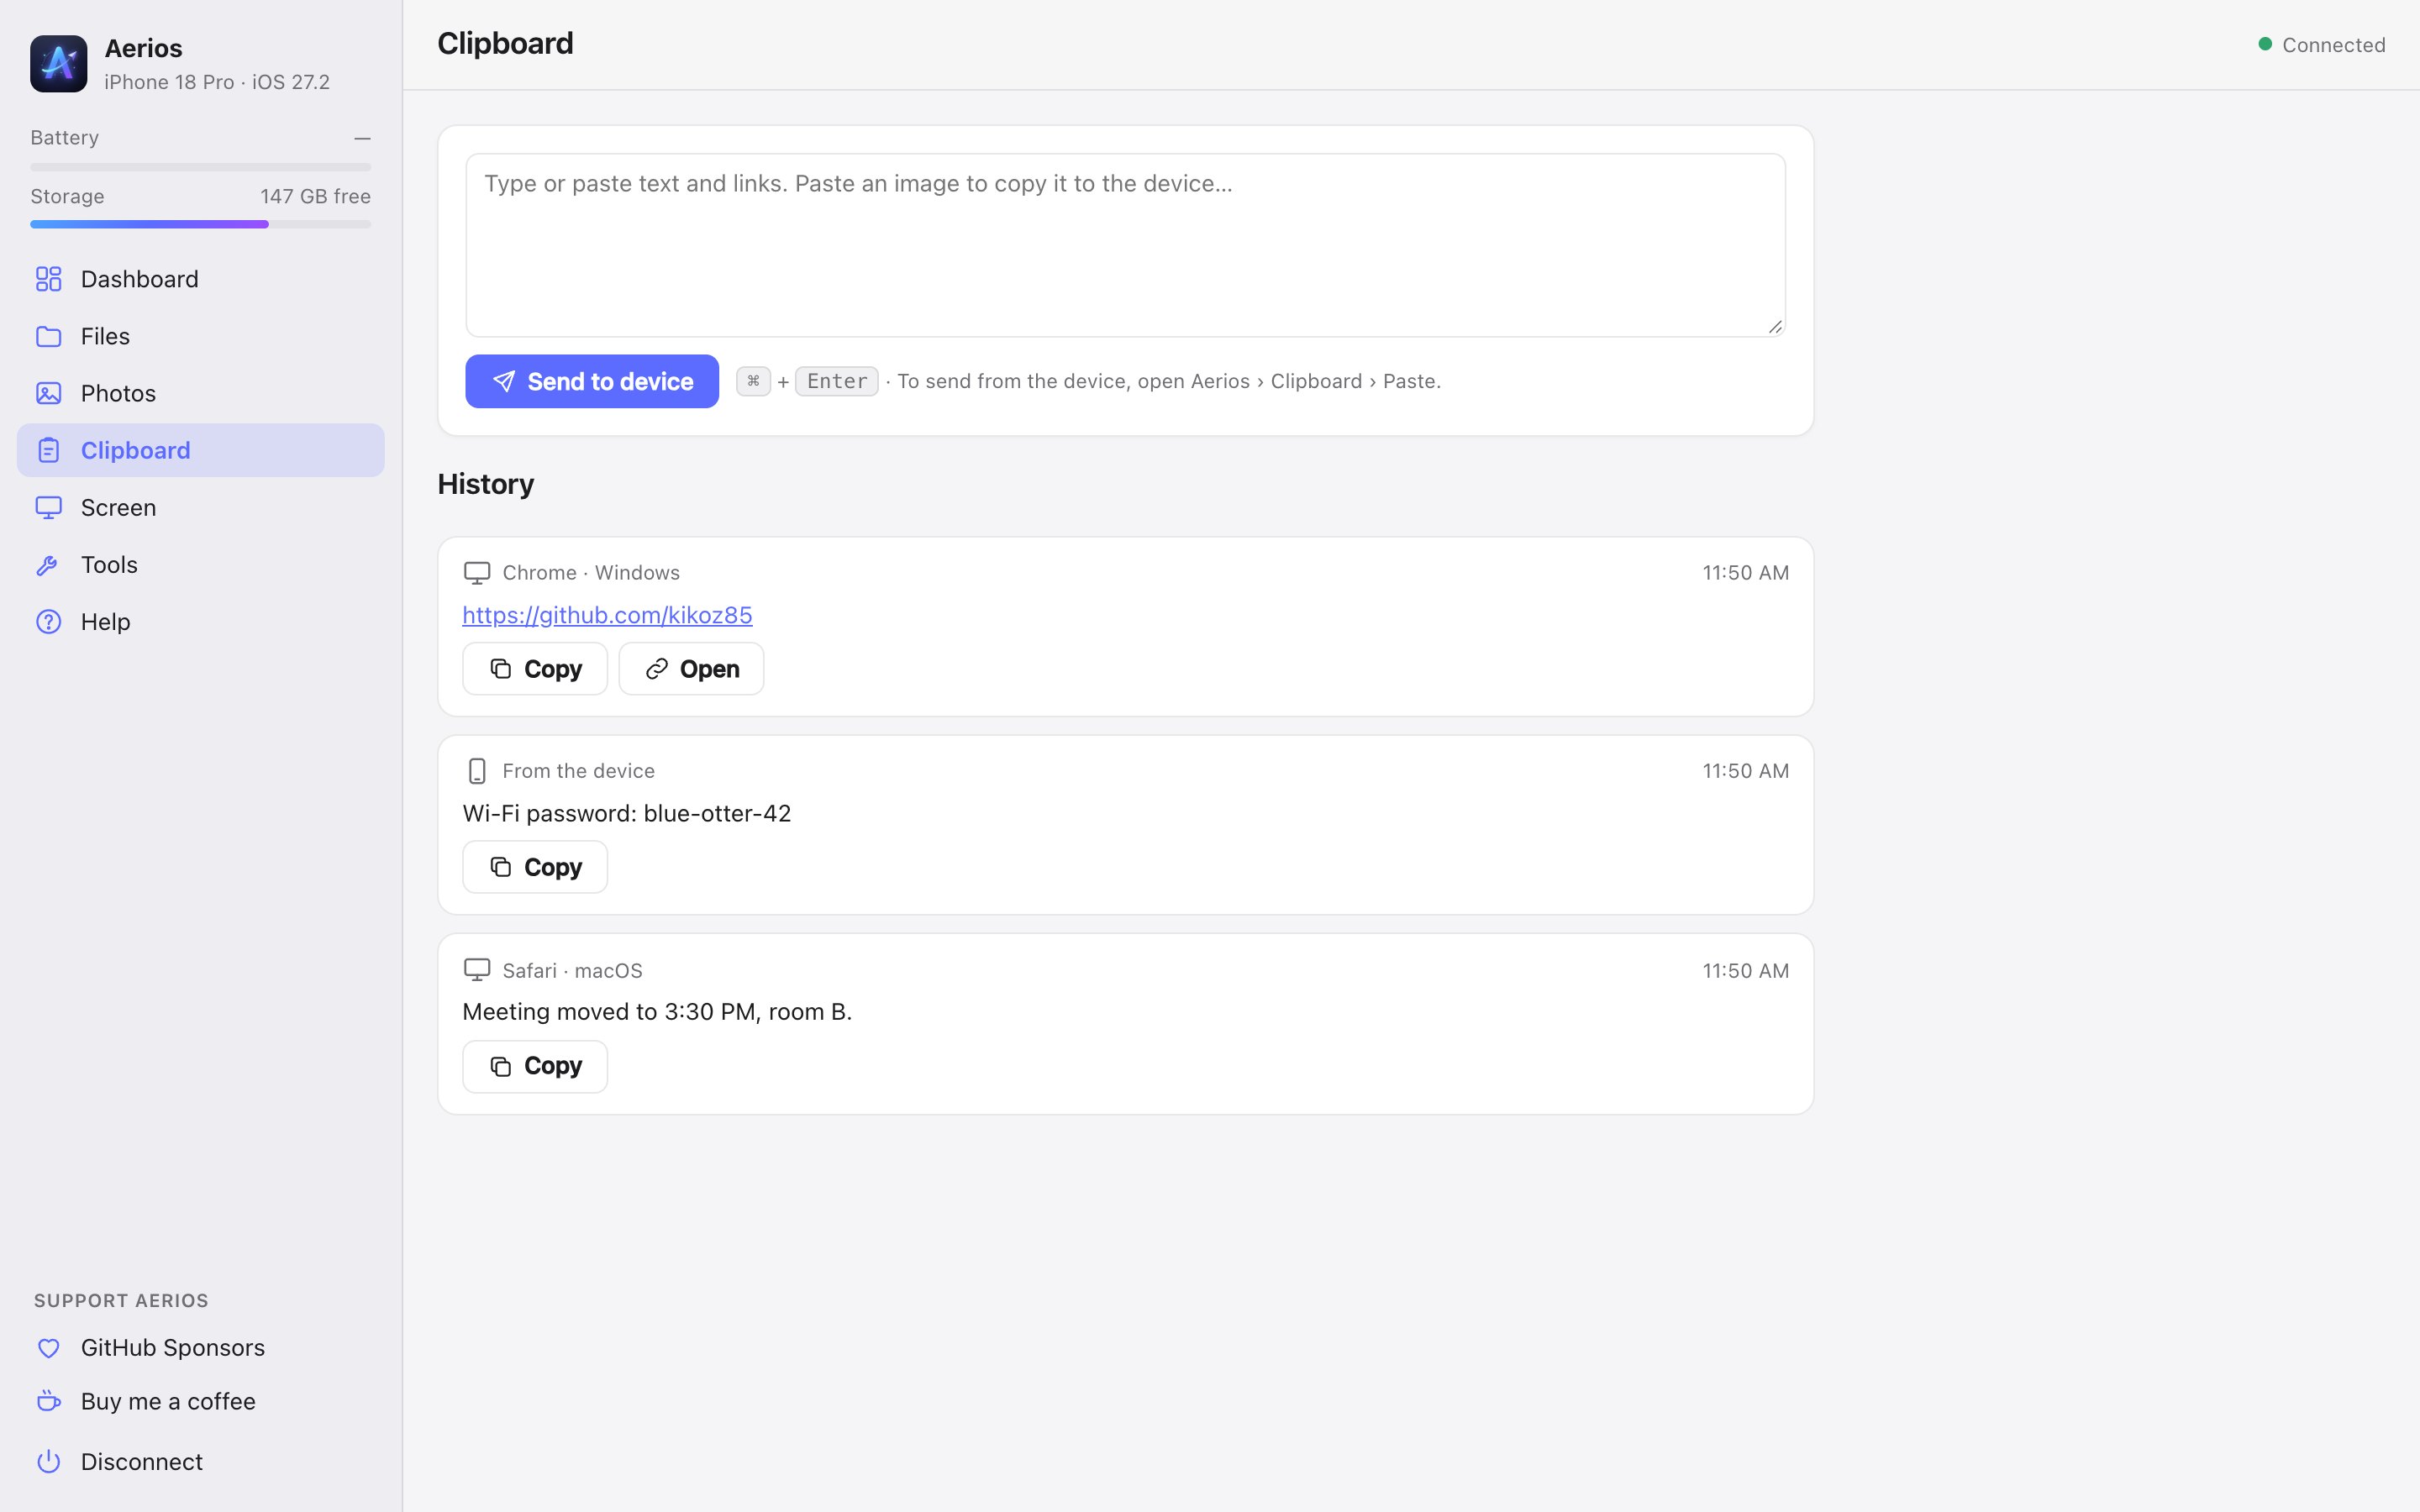 Aerios
iPhone 18 Pro · iOS 27.2
Battery —
Storage 147 GB free
Dashboard
Files
Photos
Clipboard
Screen
Tools
Help
SUPPORT AERIOS
GitHub Sponsors
Buy me a coffee
Disconnect
Clipboard
Connected
Type or paste text and links. Paste an image to copy it to the device...
Send to device ⌘ + Enter · To send from the device, open Aerios › Clipboard › Paste.
History
Chrome · Windows 11:50 AM
https://github.com/kikoz85
Copy Open
From the device 11:50 AM
Wi-Fi password: blue-otter-42
Copy
Safari · macOS 11:50 AM
Meeting moved to 3:30 PM, room B.
Copy